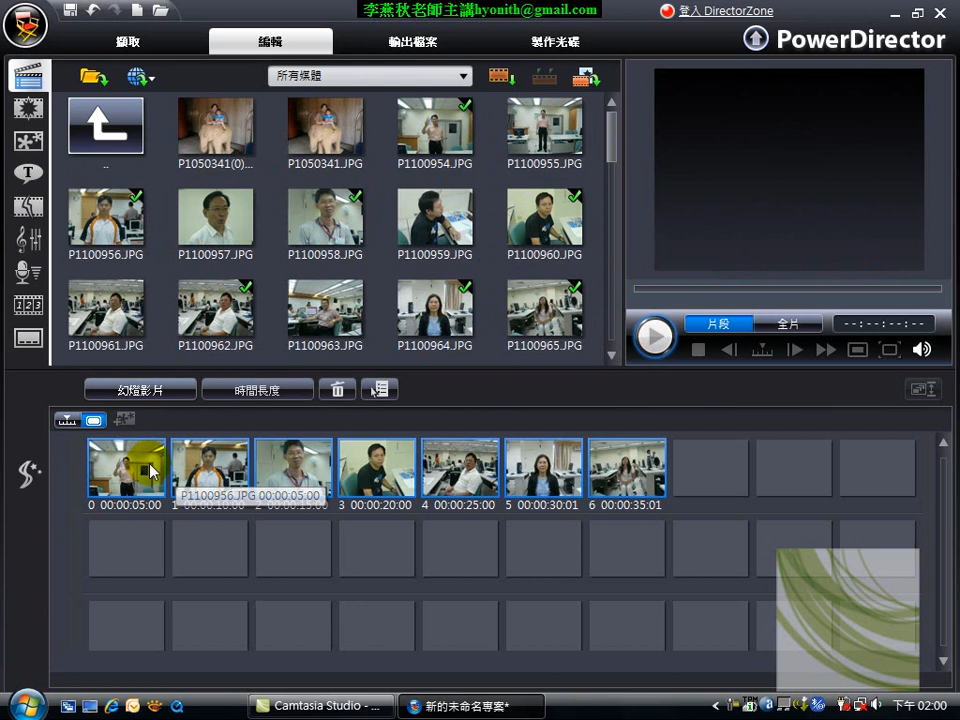 李燕秋老師主講hyonith@gmail.com
登入 DirectorZone
擷取
編輯
輸出檔案
製作光碟
PowerDirector
所有媒體
..
P1050341(0)...
P1050341.JPG
P1100954.JPG
P1100955.JPG
P1100956.JPG
P1100957.JPG
P1100958.JPG
P1100959.JPG
P1100960.JPG
P1100961.JPG
P1100962.JPG
P1100963.JPG
P1100964.JPG
P1100965.JPG
片段
全片
--:--:--:--
幻燈影片
時間長度
P1100956.JPG 00:00:05:00
0 00:00:05:00
3 00:00:20:00
4 00:00:25:00
5 00:00:30:01
6 00:00:35:01
Camtasia Studio - ...
新的未命名專案*
下午 02:00